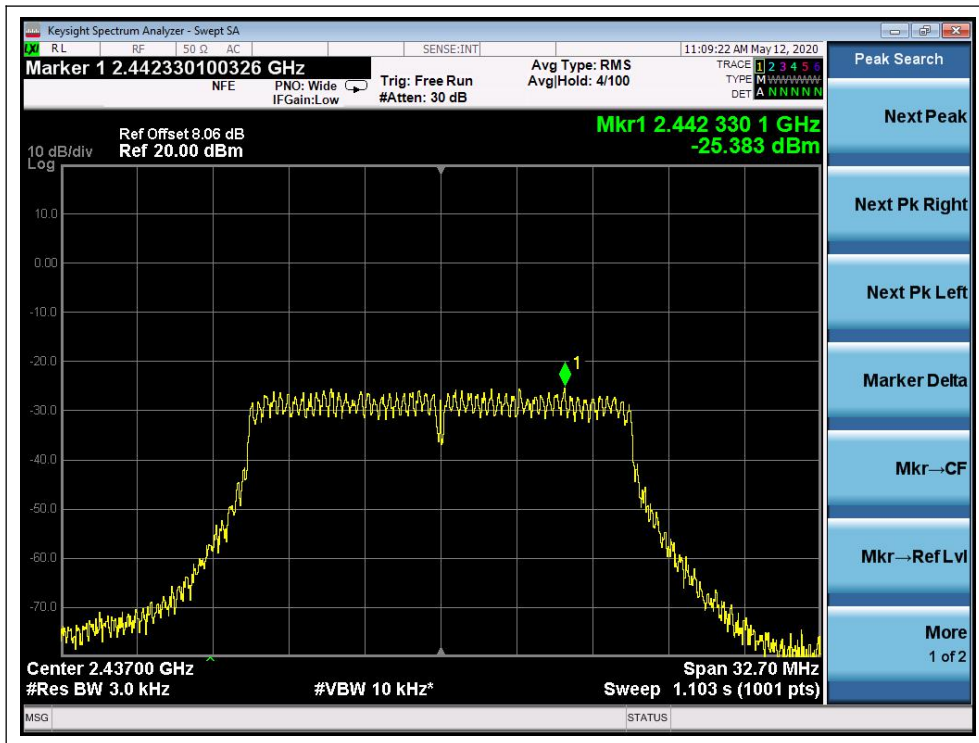 Keysight Spectrum Analyzer - Swept SA
LXI RL RF 50 Ω AC SENSE:INT 11:09:22 AM May 12, 2020
Marker 1 2.442330100326 GHz
NFE
PNO: Wide
IFGain:Low
Trig: Free Run
#Atten: 30 dB
Avg Type: RMS
Avg|Hold: 4/100
TRACE 1 2 3 4 5 6
TYPE M WWWWW
DET A N N N N N
Ref Offset 8.06 dB
10 dB/div Ref 20.00 dBm
Log
Mkr1 2.442 330 1 GHz
-25.383 dBm
10.0
0.00
-10.0
-20.0
-30.0
-40.0
-50.0
-60.0
-70.0
1
Center 2.43700 GHz Span 32.70 MHz
#Res BW 3.0 kHz #VBW 10 kHz* Sweep 1.103 s (1001 pts)
MSG STATUS
Peak Search
Next Peak
Next Pk Right
Next Pk Left
Marker Delta
Mkr→CF
Mkr→Ref Lvl
More
1 of 2